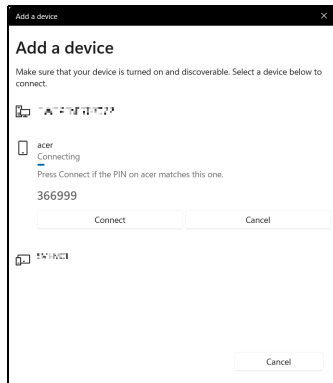 Add a device
Add a device
Make sure that your device is turned on and discoverable. Select a device below to
connect.
acer
Connecting
Press Connect if the PIN on acer matches this one.
366999
Connect Cancel
Cancel